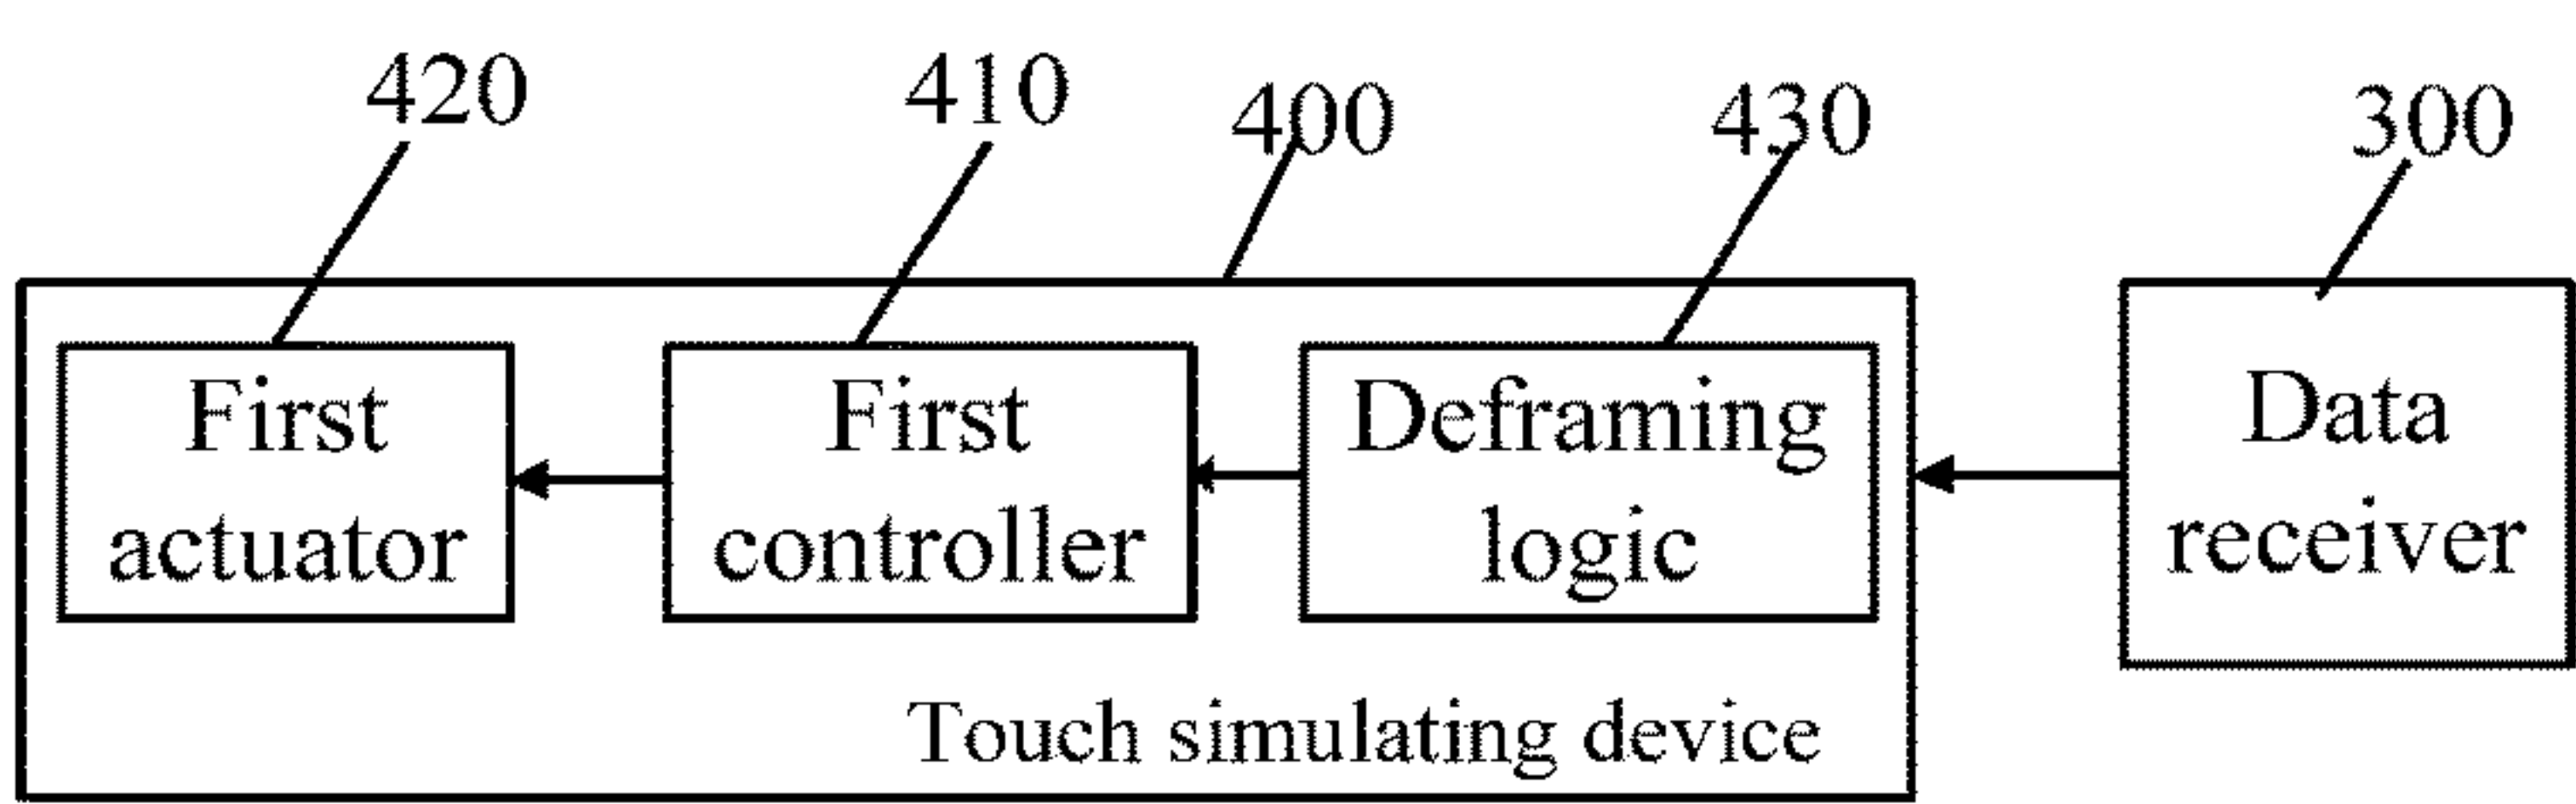 420 410 400 430 300
First actuator
First controller
Deframing logic
Data receiver
Touch simulating device